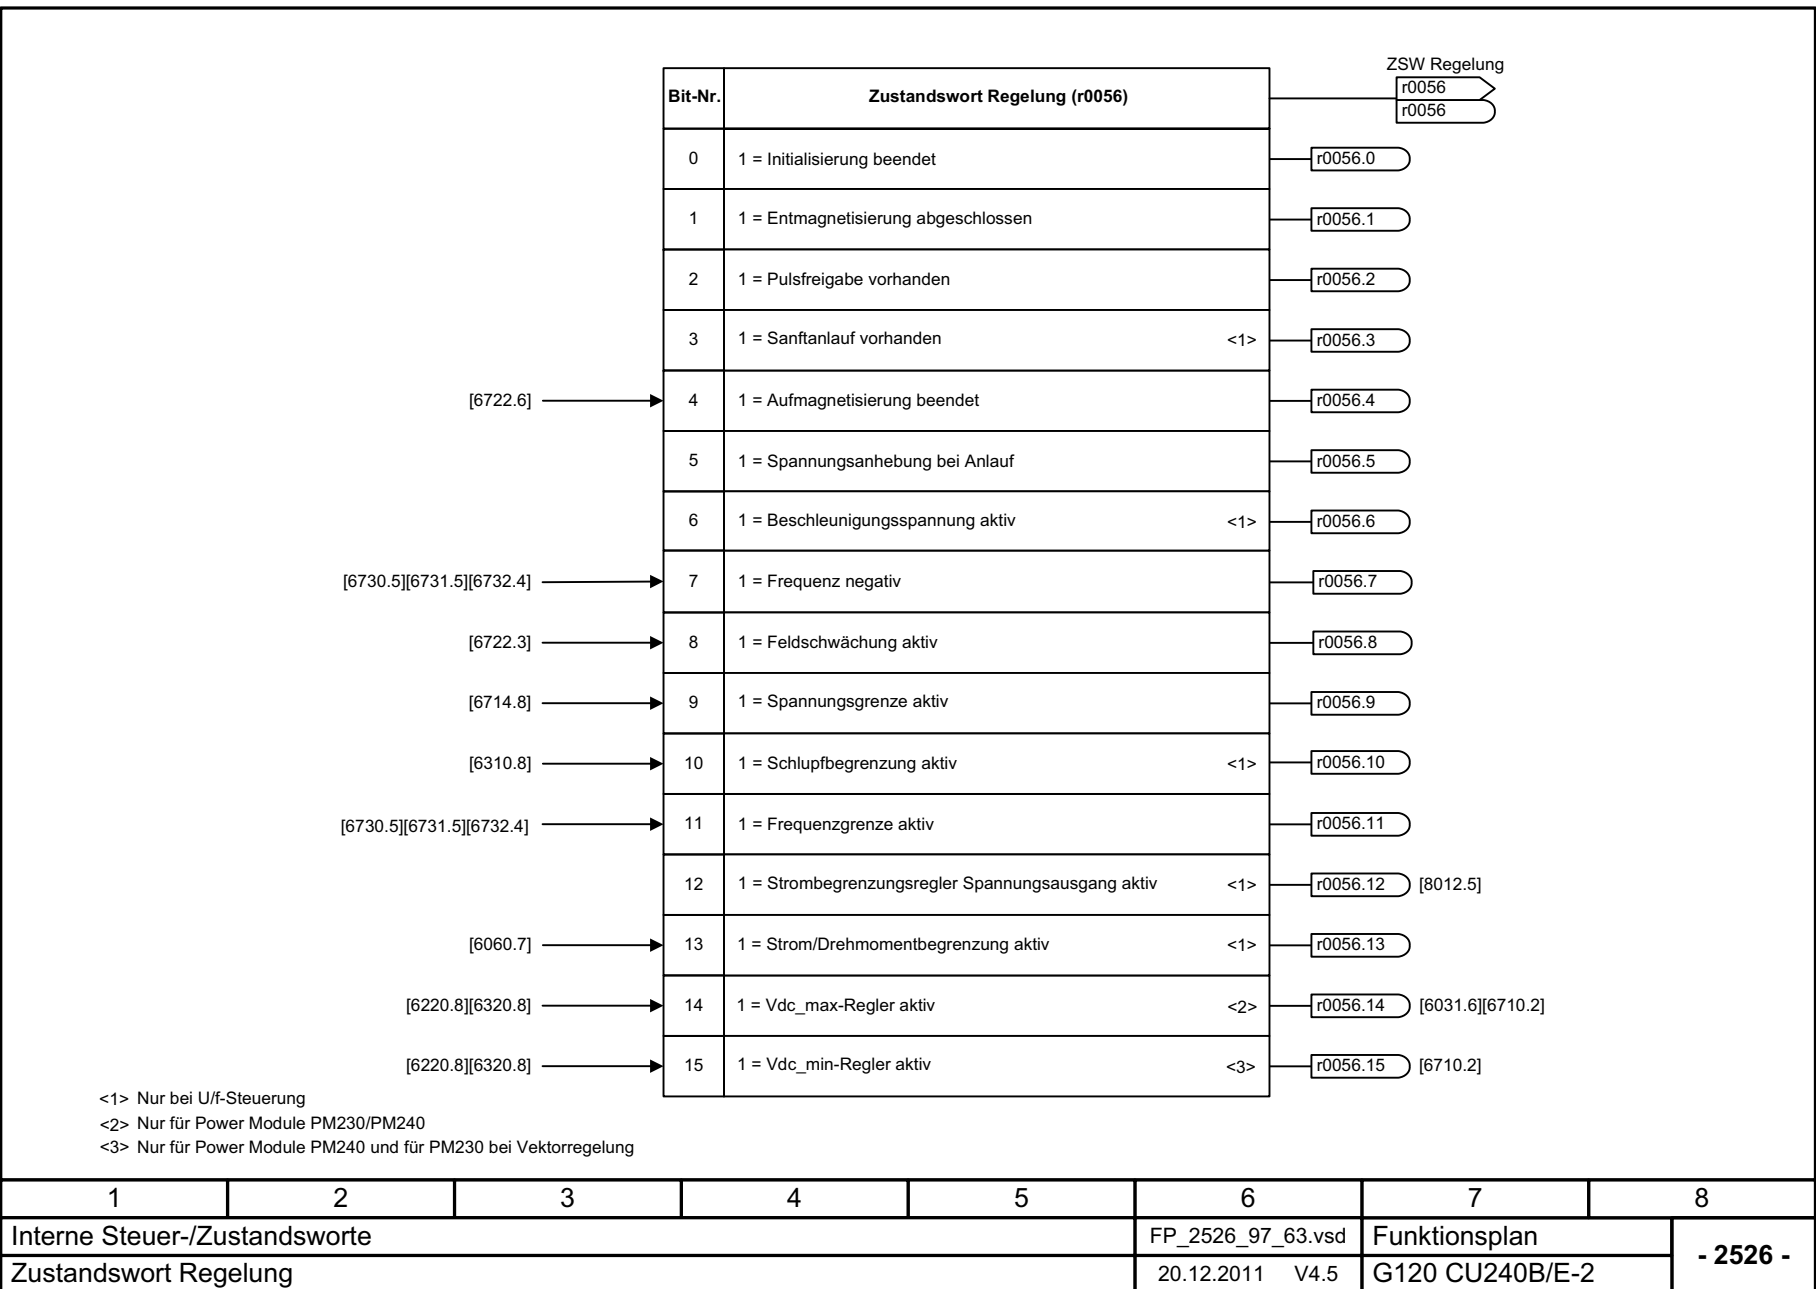 ZSW Regelung
Bit-Nr. Zustandswort Regelung (r0056) r0056
r0056
0 1 = Initialisierung beendet r0056.0
1 1 = Entmagnetisierung abgeschlossen r0056.1
2 1 = Pulsfreigabe vorhanden r0056.2
3 1 = Sanftanlauf vorhanden <1> r0056.3
[6722.6] 4 1 = Aufmagnetisierung beendet r0056.4
5 1 = Spannungsanhebung bei Anlauf r0056.5
6 1 = Beschleunigungsspannung aktiv <1> r0056.6
[6730.5][6731.5][6732.4] 7 1 = Frequenz negativ r0056.7
[6722.3] 8 1 = Feldschwächung aktiv r0056.8
[6714.8] 9 1 = Spannungsgrenze aktiv r0056.9
[6310.8] 10 1 = Schlupfbegrenzung aktiv <1> r0056.10
[6730.5][6731.5][6732.4] 11 1 = Frequenzgrenze aktiv r0056.11
12 1 = Strombegrenzungsregler Spannungsausgang aktiv <1> r0056.12 [8012.5]
[6060.7] 13 1 = Strom/Drehmomentbegrenzung aktiv <1> r0056.13
[6220.8][6320.8] 14 1 = Vdc_max-Regler aktiv <2> r0056.14 [6031.6][6710.2]
[6220.8][6320.8] 15 1 = Vdc_min-Regler aktiv <3> r0056.15 [6710.2]
<1> Nur bei U/f-Steuerung
<2> Nur für Power Module PM230/PM240
<3> Nur für Power Module PM240 und für PM230 bei Vektorregelung
1 2 3 4 5 6 7 8
Interne Steuer-/Zustandsworte FP_2526_97_63.vsd Funktionsplan
- 2526 -
Zustandswort Regelung 20.12.2011 V4.5 G120 CU240B/E-2